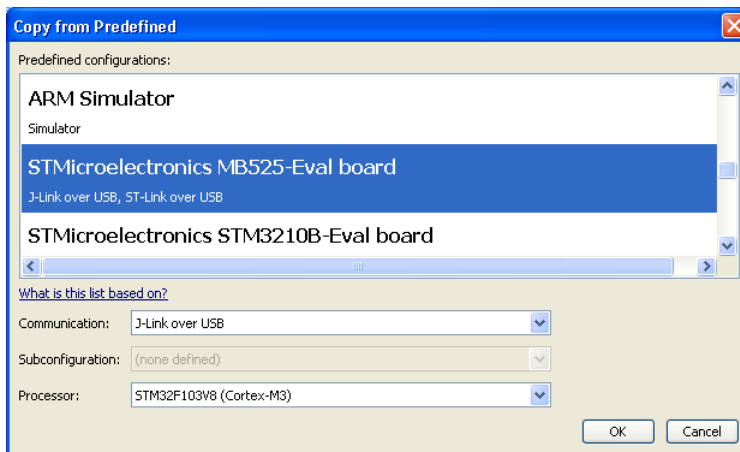 Copy from Predefined
Predefined configurations:
ARM Simulator
Simulator
STMicroelectronics MB525-Eval board
J-Link over USB, ST-Link over USB
STMicroelectronics STM3210B-Eval board
What is this list based on?
Communication: J-Link over USB
Subconfiguration: (none defined)
Processor: STM32F103V8 (Cortex-M3)
OK Cancel